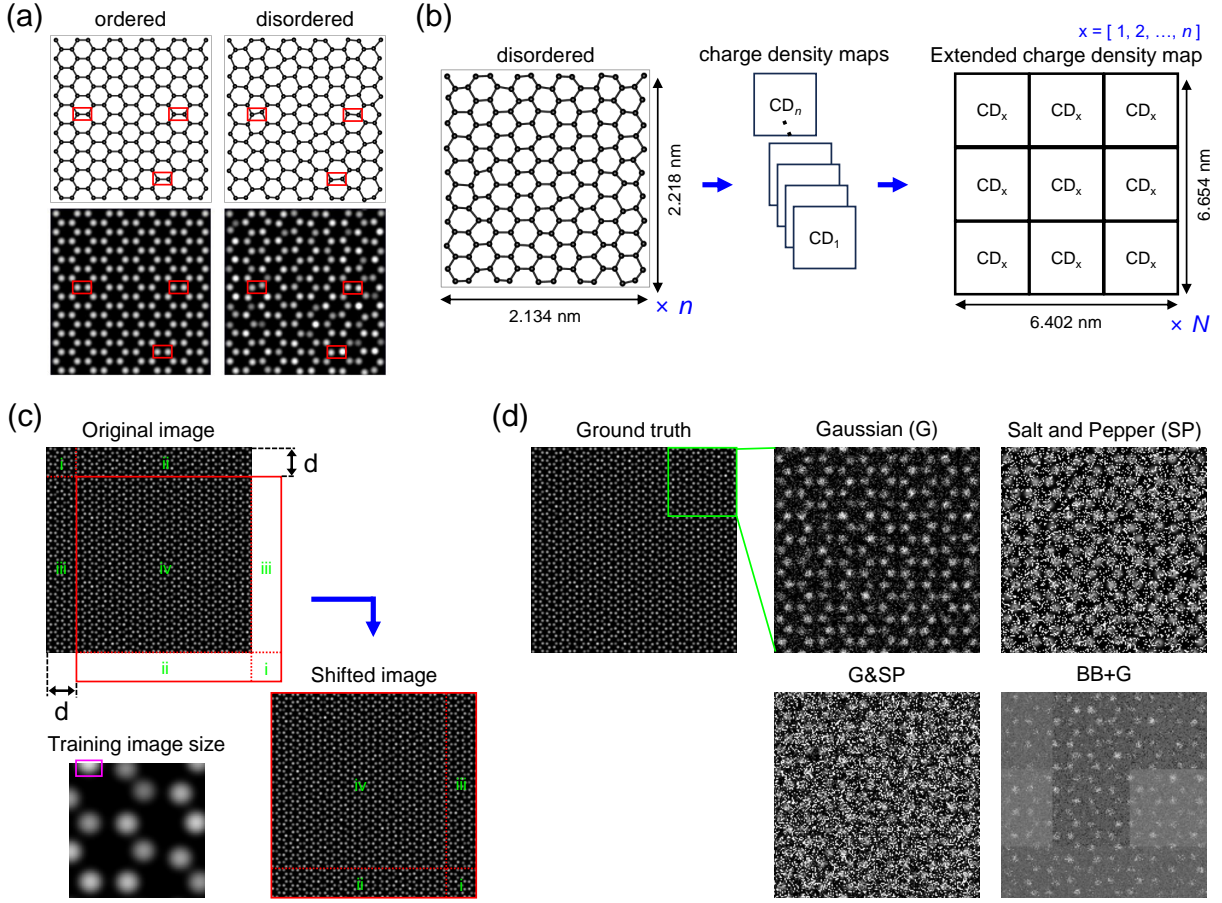 (a)
ordered
disordered
(b)
disordered
2.218 nm
2.134 nm
× n
charge density maps
CDn
CD1
x = [ 1, 2, …, n ]
Extended charge density map
CDx CDx CDx
CDx CDx CDx
CDx CDx CDx
6.654 nm
6.402 nm
× N
(c)
Original image
i ii
d
iii iv iii
ii i
d
Training image size
Shifted image
iv iii
ii i
(d)
Ground truth
Gaussian (G)
Salt and Pepper (SP)
G&SP
BB+G